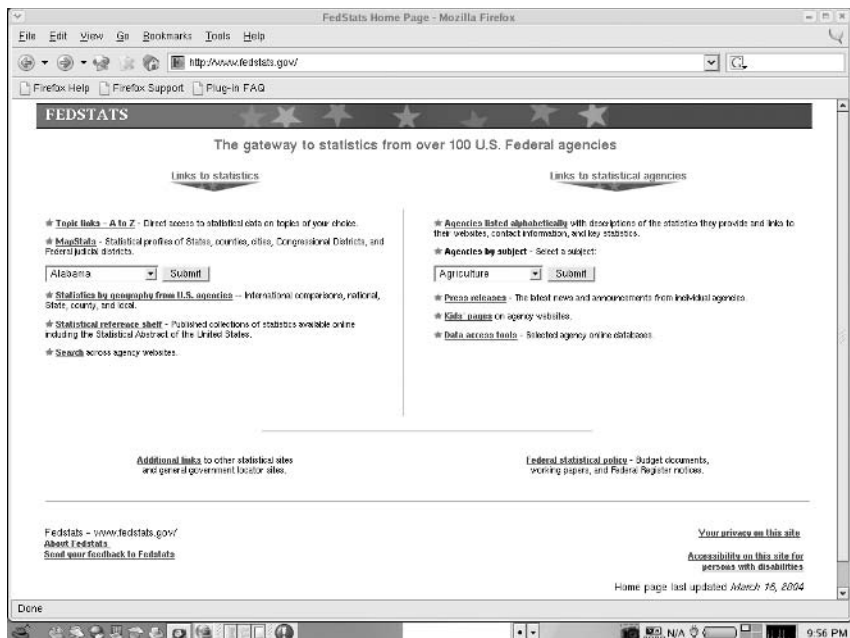 FedStats Home Page - Mozilla Firefox
File Edit View Go Bookmarks Tools Help
http://www.fedstats.gov/
Firefox Help Firefox Support Plug-in FAQ
FEDSTATS
The gateway to statistics from over 100 U.S. Federal agencies
Links to statistics
Topic links - A to Z - Direct access to statistical data on topics of your choice.
MapStats - Statistical profiles of States, counties, cities, Congressional Districts, and
Federal judicial districts.
Alabama Submit
Statistics by geography from U.S. agencies -- International comparisons, national,
State, county, and local.
Statistical reference shelf - Published collections of statistics available online
including the Statistical Abstract of the United States.
Search across agency websites.
Links to statistical agencies
Agencies listed alphabetically with descriptions of the statistics they provide and links to
their websites, contact information, and key statistics.
Agencies by subject - Select a subject:
Agriculture Submit
Press releases - The latest news and announcements from individual agencies.
Kids' pages on agency websites.
Data access tools - Selected agency online databases.
Additional links to other statistical sites
and general government locator sites.
Federal statistical policy - Budget documents,
working papers, and Federal Register notices.
Fedstats - www.fedstats.gov/
About Fedstats
Send your feedback to Fedstats
Your privacy on this site
Accessibility on this site for
persons with disabilities
Home page last updated March 16, 2004
Done
N/A 9:56 PM